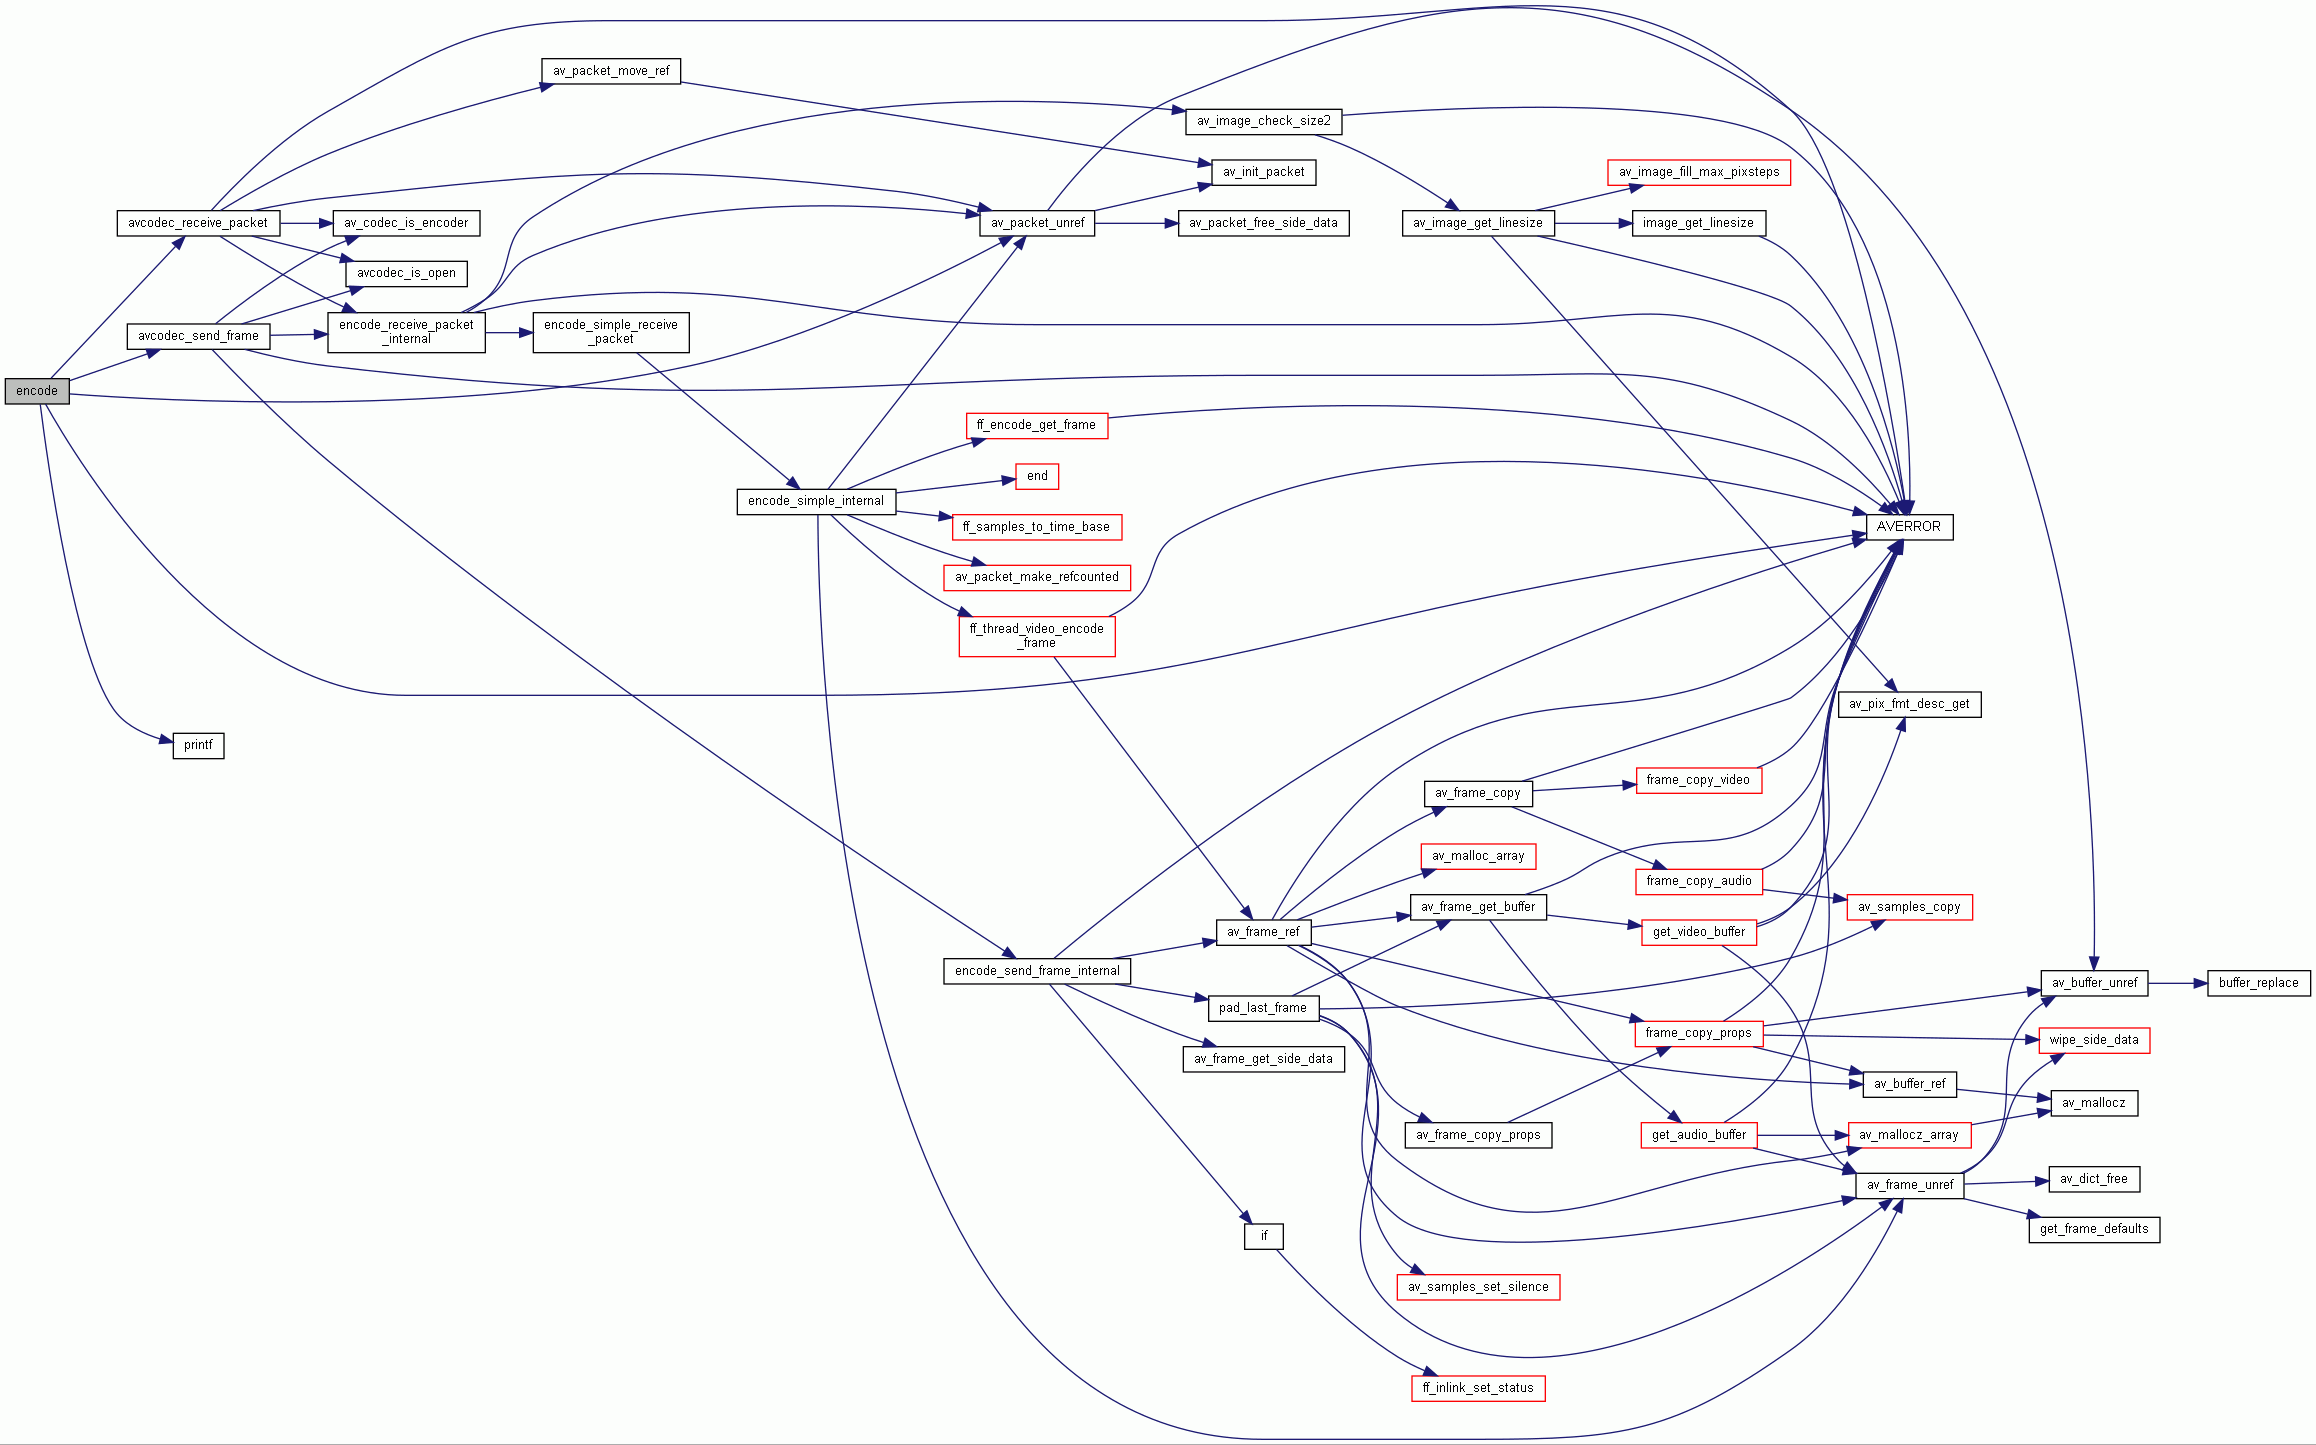 av_packet_move_ref
av_image_check_size2
av_init_packet
av_image_fill_max_pixsteps
avcodec_receive_packet
av_codec_is_encoder
av_packet_unref
av_packet_free_side_data
av_image_get_linesize
image_get_linesize
avcodec_is_open
avcodec_send_frame
encode_receive_packet
_internal
encode_simple_receive
_packet
encode
ff_encode_get_frame
end
encode_simple_internal
ff_samples_to_time_base
AVERROR
av_packet_make_refcounted
ff_thread_video_encode
_frame
av_pix_fmt_desc_get
printf
av_frame_copy
frame_copy_video
av_malloc_array
frame_copy_audio
av_frame_get_buffer
av_samples_copy
av_frame_ref
get_video_buffer
encode_send_frame_internal
av_buffer_unref
buffer_replace
pad_last_frame
frame_copy_props
wipe_side_data
av_frame_get_side_data
av_buffer_ref
av_mallocz
av_frame_copy_props
get_audio_buffer
av_mallocz_array
av_frame_unref
av_dict_free
get_frame_defaults
if
av_samples_set_silence
ff_inlink_set_status